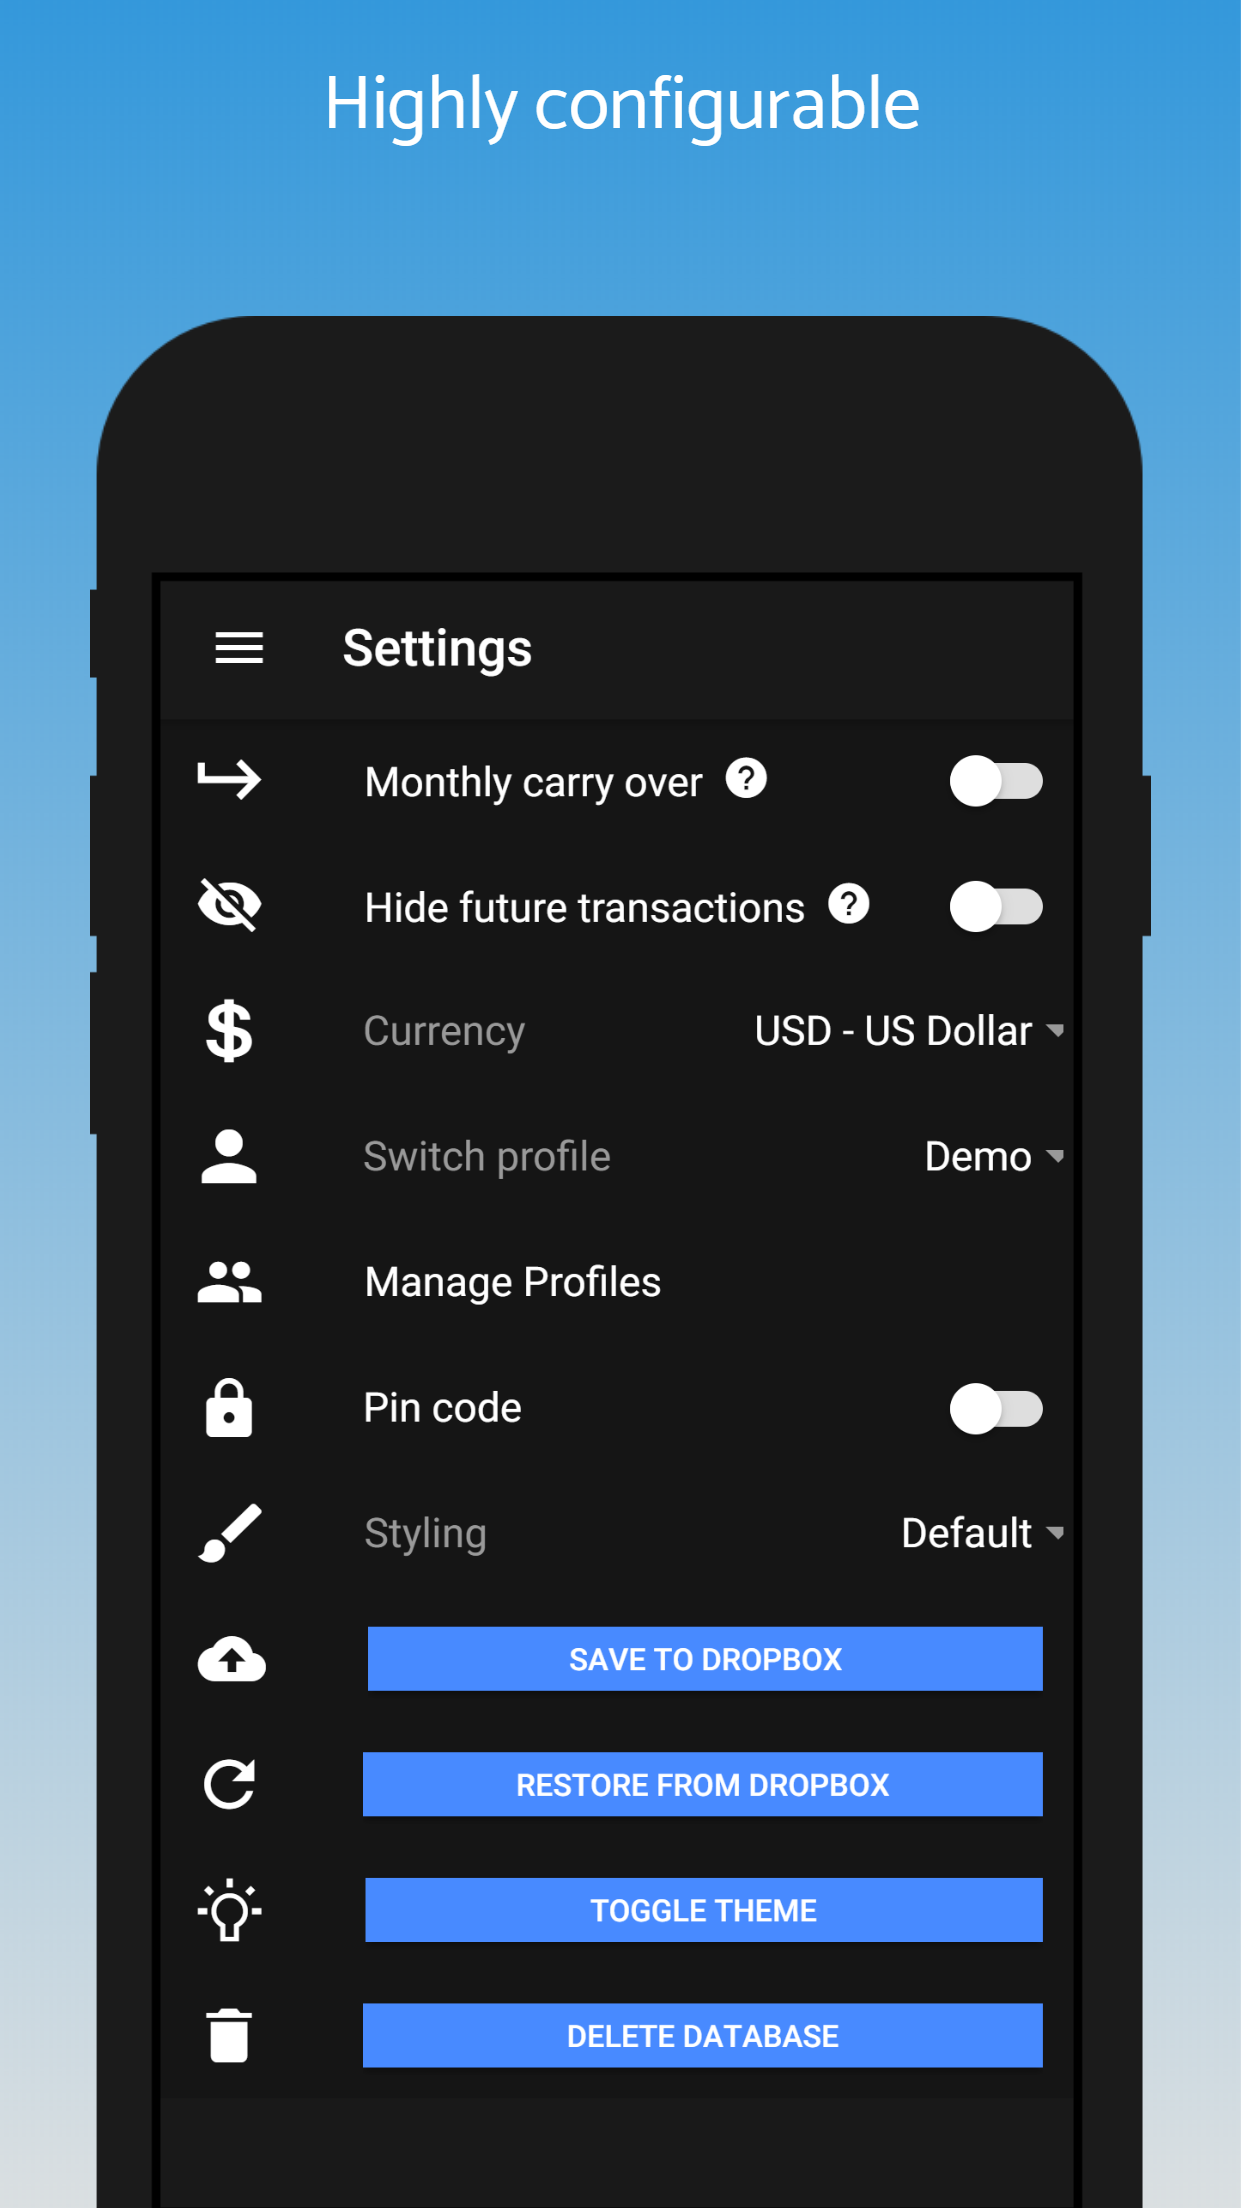 Highly configurable
Settings
Monthly carry over ?
Hide future transactions ?
Currency USD - US Dollar
Switch profile Demo
Manage Profiles
Pin code
Styling Default
SAVE TO DROPBOX
RESTORE FROM DROPBOX
TOGGLE THEME
DELETE DATABASE